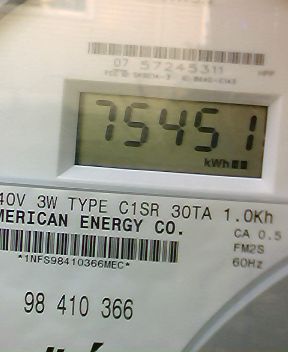 07 57245311
75451
kWh
40V 3W TYPE C1SR 30TA 1.0Kh
MERICAN ENERGY CO.
CA 0.5
FM2S
60Hz
*1NFS98410366MEC*
98 410 366